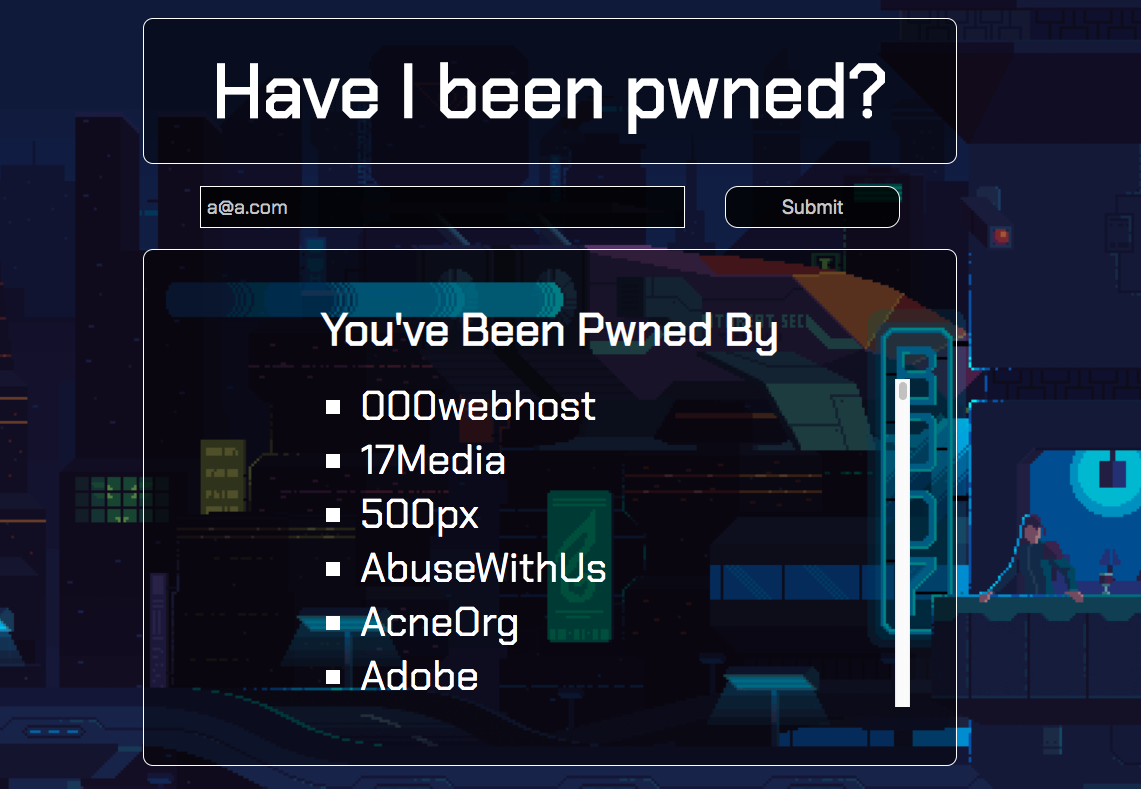 Have I been pwned?
a@a.com
Submit
You've Been Pwned By
000webhost
17Media
500px
AbuseWithUs
AcneOrg
Adobe